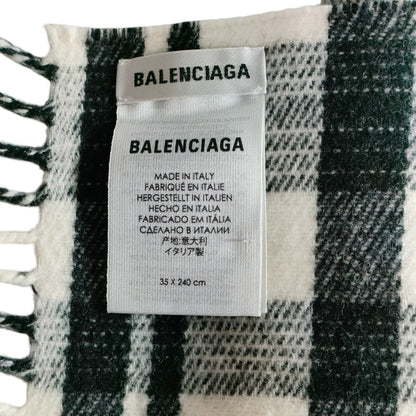 BALENCIAGA
BALENCIAGA
MADE IN ITALY
FABRIQUÉ EN ITALIE
HERGESTELLT IN ITALIEN
HECHO EN ITALIA
FABRICADO EM ITÁLIA
СДЕЛАНО В ИТАЛИИ
产地:意大利
イタリア製
35 X 240 cm